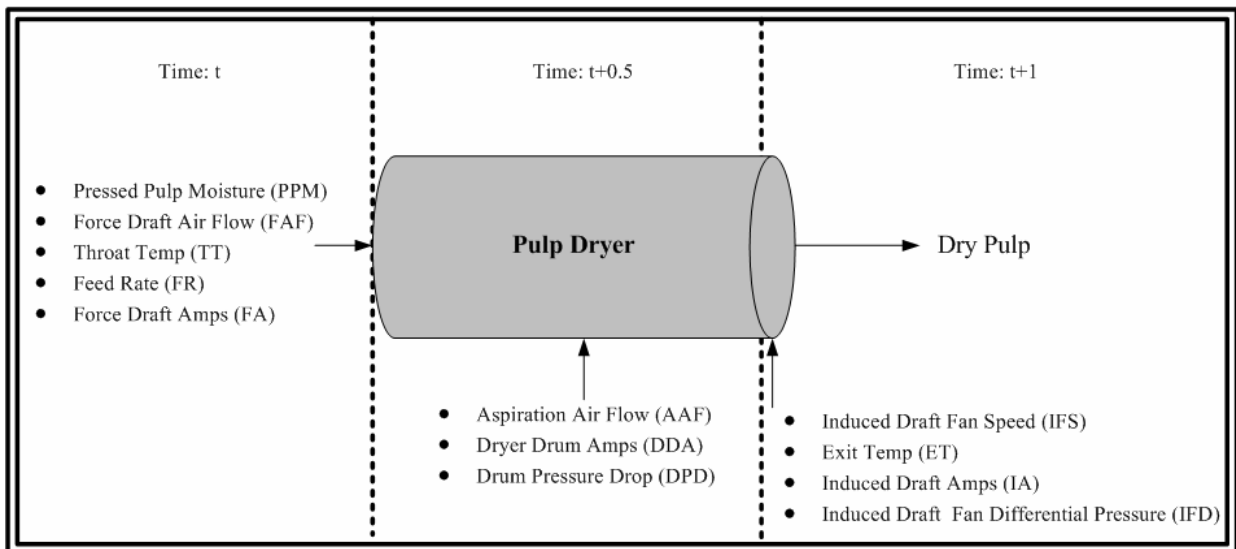 Time: t
Time: t+0.5
Time: t+1
• Pressed Pulp Moisture (PPM)
• Force Draft Air Flow (FAF)
• Throat Temp (TT)
• Feed Rate (FR)
• Force Draft Amps (FA)
Pulp Dryer
Dry Pulp
• Aspiration Air Flow (AAF)
• Dryer Drum Amps (DDA)
• Drum Pressure Drop (DPD)
• Induced Draft Fan Speed (IFS)
• Exit Temp (ET)
• Induced Draft Amps (IA)
• Induced Draft Fan Differential Pressure (IFD)